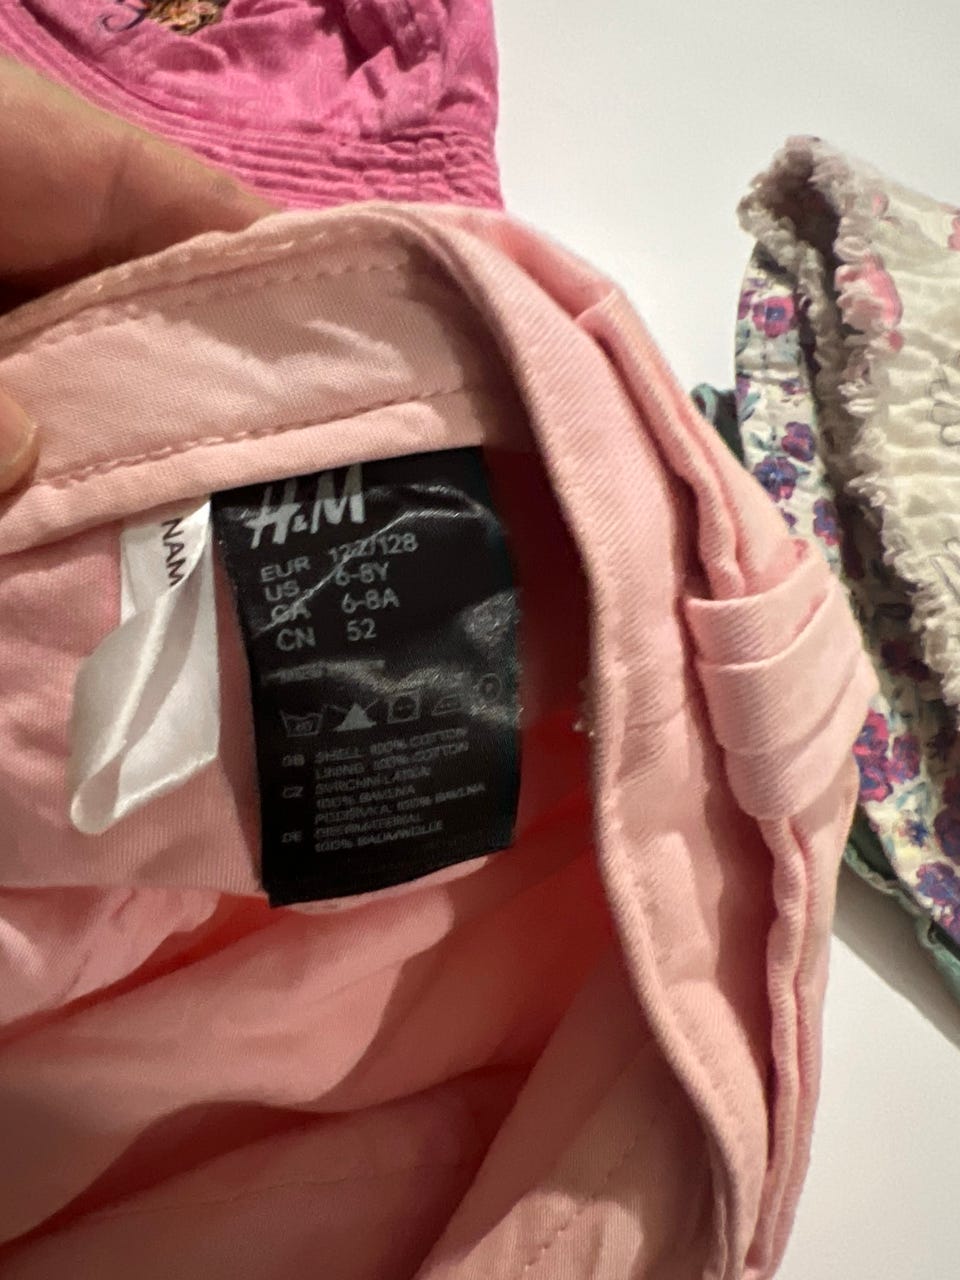 NAM
H&M
EUR 122/128
US 6-8Y
CA 6-8A
CN 52
GB SHELL 100% COTTON
LINING 100% COTTON
CZ SVRCHNÍ LÁTKA
100% BAVLNA
PODŠÍVKA 100% BAVLNA
DE OBERMATERIAL
100% BAUMWOLLE